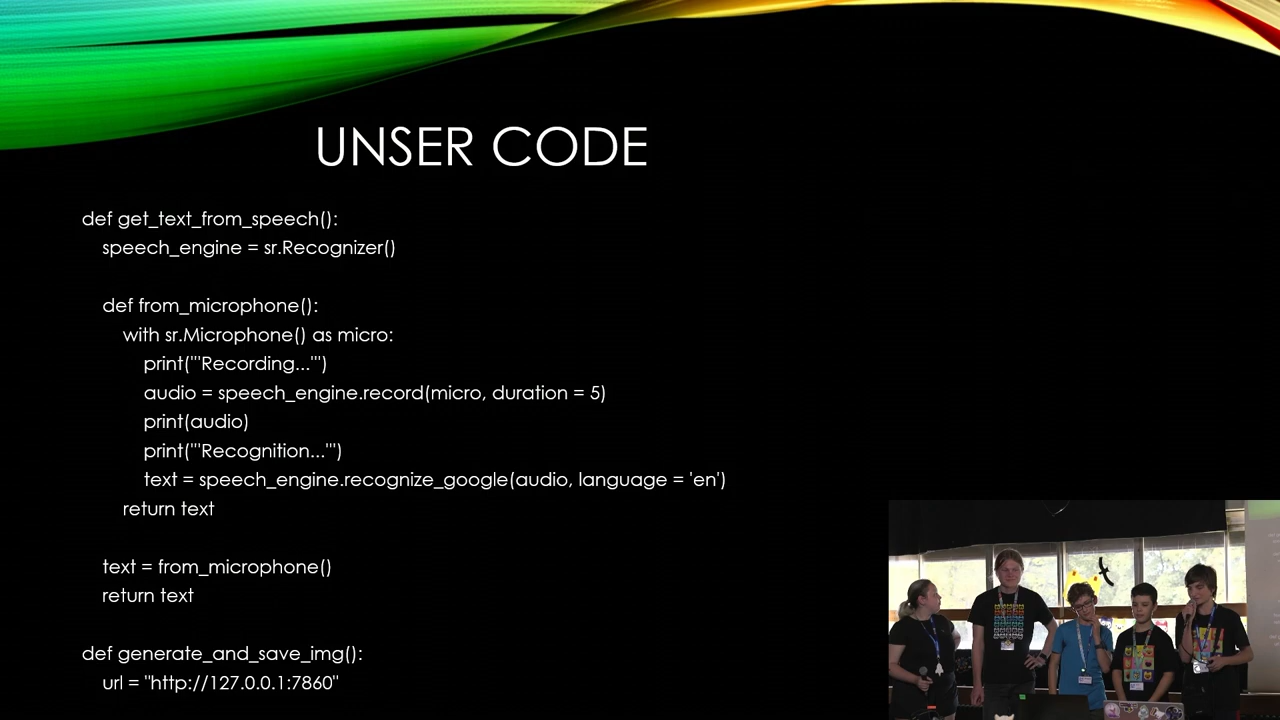 UNSER CODE
def get_text_from_speech():
speech_engine = sr.Recognizer()
def from_microphone():
with sr.Microphone() as micro:
print("'Recording...'")
audio = speech_engine.record(micro, duration = 5)
print(audio)
print("'Recognition...'")
text = speech_engine.recognize_google(audio, language = 'en')
return text
text = from_microphone()
return text
def generate_and_save_img():
url = "http://127.0.0.1:7860"